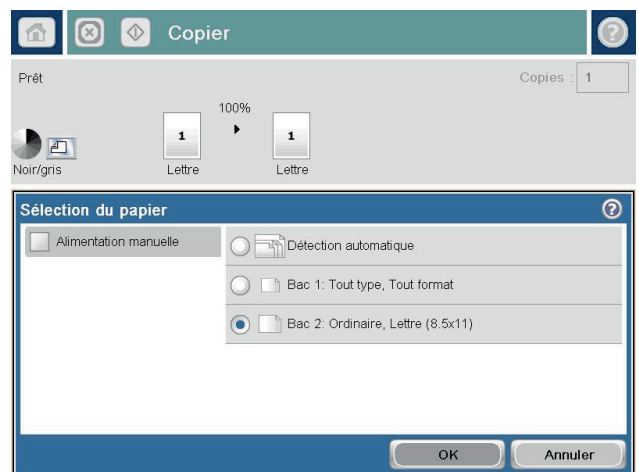 Copier
Prêt
Copies : 1
100%
1
1
Noir/gris
Lettre
Lettre
Sélection du papier
Alimentation manuelle
Détection automatique
Bac 1: Tout type, Tout format
Bac 2: Ordinaire, Lettre (8.5x11)
OK
Annuler